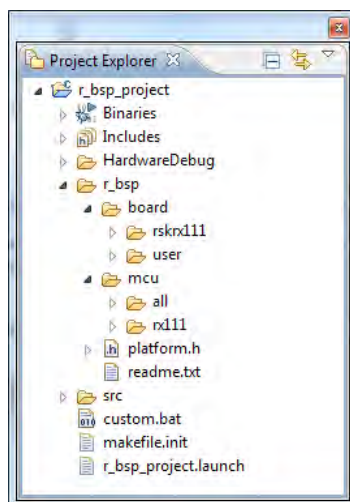 Project Explorer
r_bsp_project
Binaries
Includes
HardwareDebug
r_bsp
board
rskrx111
user
mcu
all
rx111
platform.h
readme.txt
src
custom.bat
makefile.init
r_bsp_project.launch